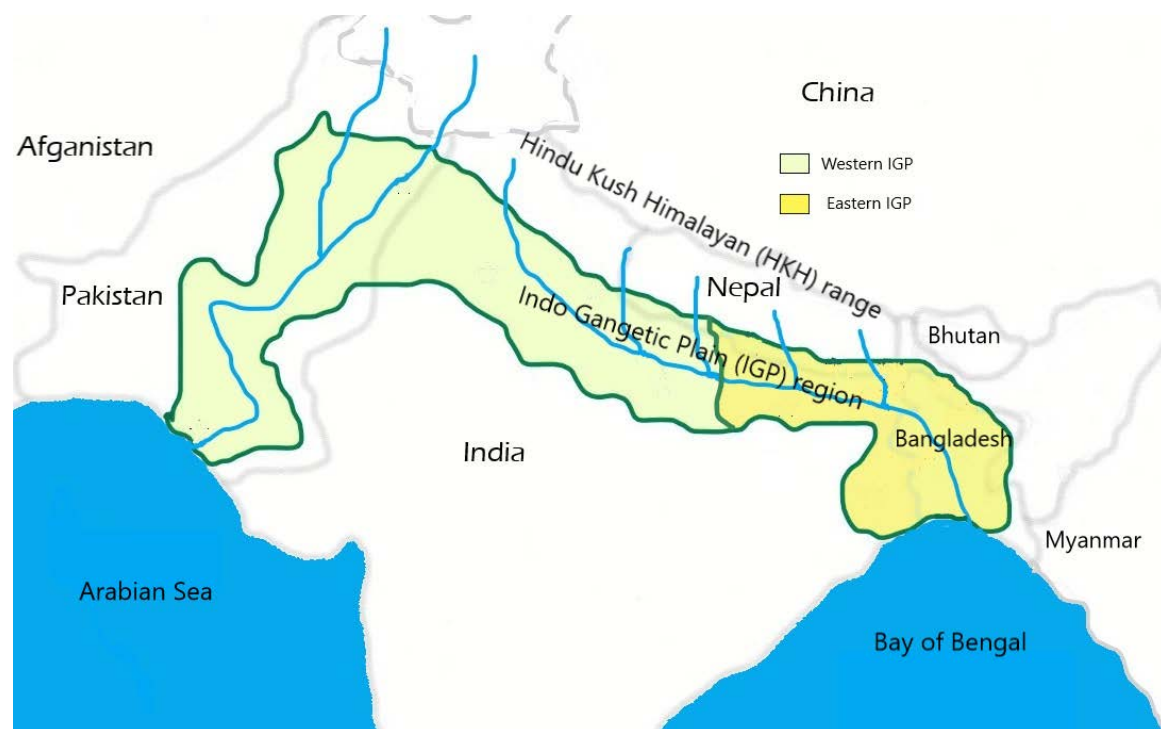 China
Afganistan
Hindu Kush Himalayan (HKH) range
Western IGP
Eastern IGP
Pakistan
Nepal
Indo Gangetic Plain (IGP) region
Bhutan
India
Bangladesh
Myanmar
Arabian Sea
Bay of Bengal